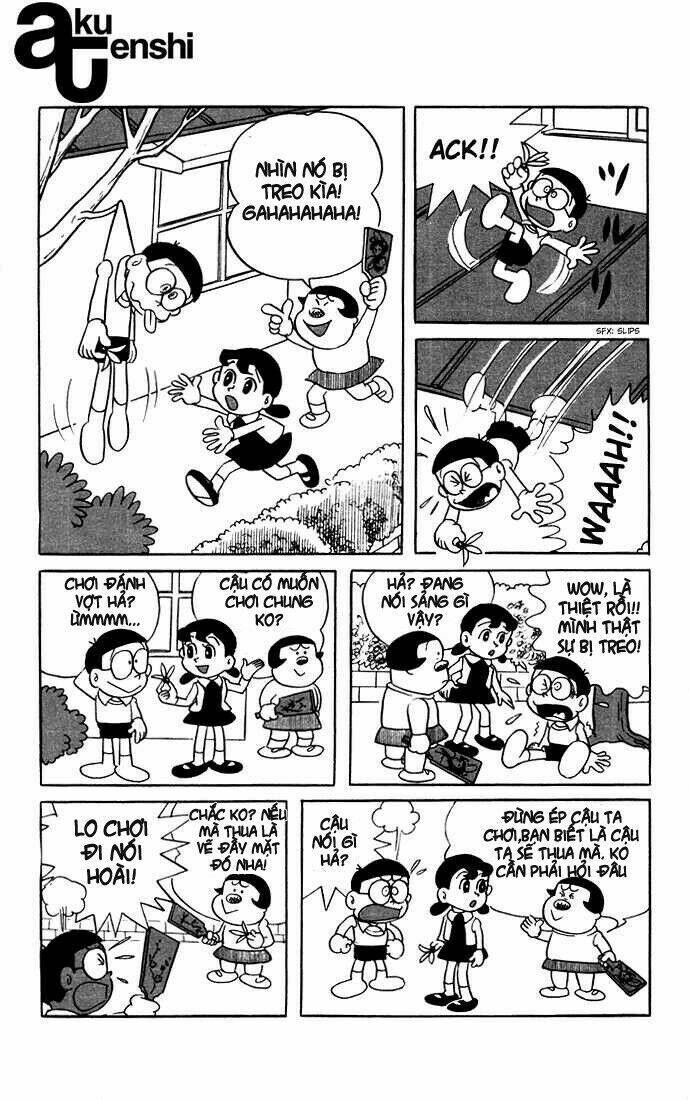 aku
tenshi
NHÌN NÓ BỊ
TREO KÌA!
GAHAHAHAHA!
ACK!!
SFX: SLIPS
WAAAH!!
CHƠI ĐÁNH
VỢT HẢ?
ỪMMMM...
CẬU CÓ MUỐN
CHƠI CHUNG
KO?
HẢ? ĐANG
NÓI SẢNG GÌ
VẬY?
WOW, LÀ
THIỆT RỒI!!
MÌNH THẬT
SỰ BỊ TREO!
LO CHƠI
ĐI NÓI
HOÀI!
CHẮC KO? NẾU
MÀ THUA LÀ
VẼ ĐẦY MẶT
ĐÓ NHA!
CẬU
NÓI GÌ
HẢ?
ĐỪNG ÉP CẬU TA
CHƠI,BẠN BIẾT LÀ CẬU
TA SẼ THUA MÀ, KO
CẦN PHẢI HỎI ĐÂU